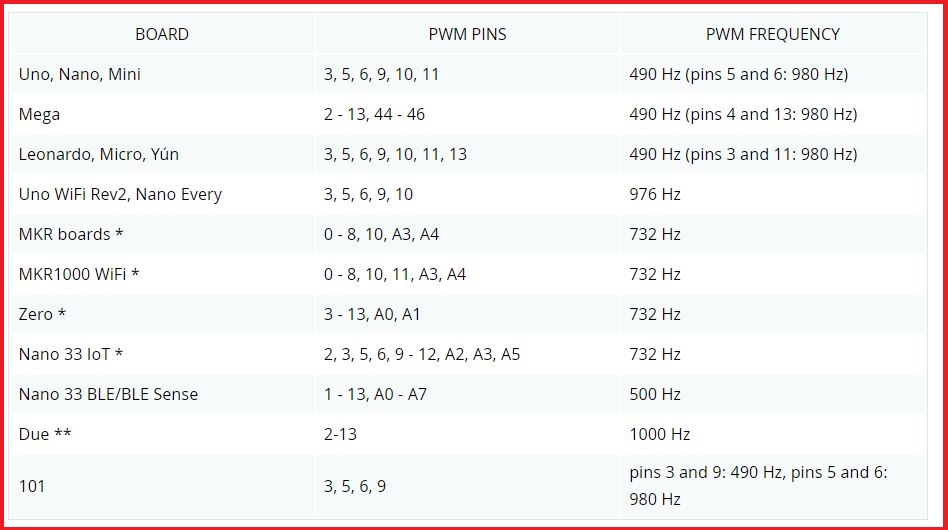 BOARD PWM PINS PWM FREQUENCY
Uno, Nano, Mini 3, 5, 6, 9, 10, 11 490 Hz (pins 5 and 6: 980 Hz)
Mega 2 - 13, 44 - 46 490 Hz (pins 4 and 13: 980 Hz)
Leonardo, Micro, Yún 3, 5, 6, 9, 10, 11, 13 490 Hz (pins 3 and 11: 980 Hz)
Uno WiFi Rev2, Nano Every 3, 5, 6, 9, 10 976 Hz
MKR boards * 0 - 8, 10, A3, A4 732 Hz
MKR1000 WiFi * 0 - 8, 10, 11, A3, A4 732 Hz
Zero * 3 - 13, A0, A1 732 Hz
Nano 33 IoT * 2, 3, 5, 6, 9 - 12, A2, A3, A5 732 Hz
Nano 33 BLE/BLE Sense 1 - 13, A0 - A7 500 Hz
Due ** 2-13 1000 Hz
101 3, 5, 6, 9 pins 3 and 9: 490 Hz, pins 5 and 6:
980 Hz